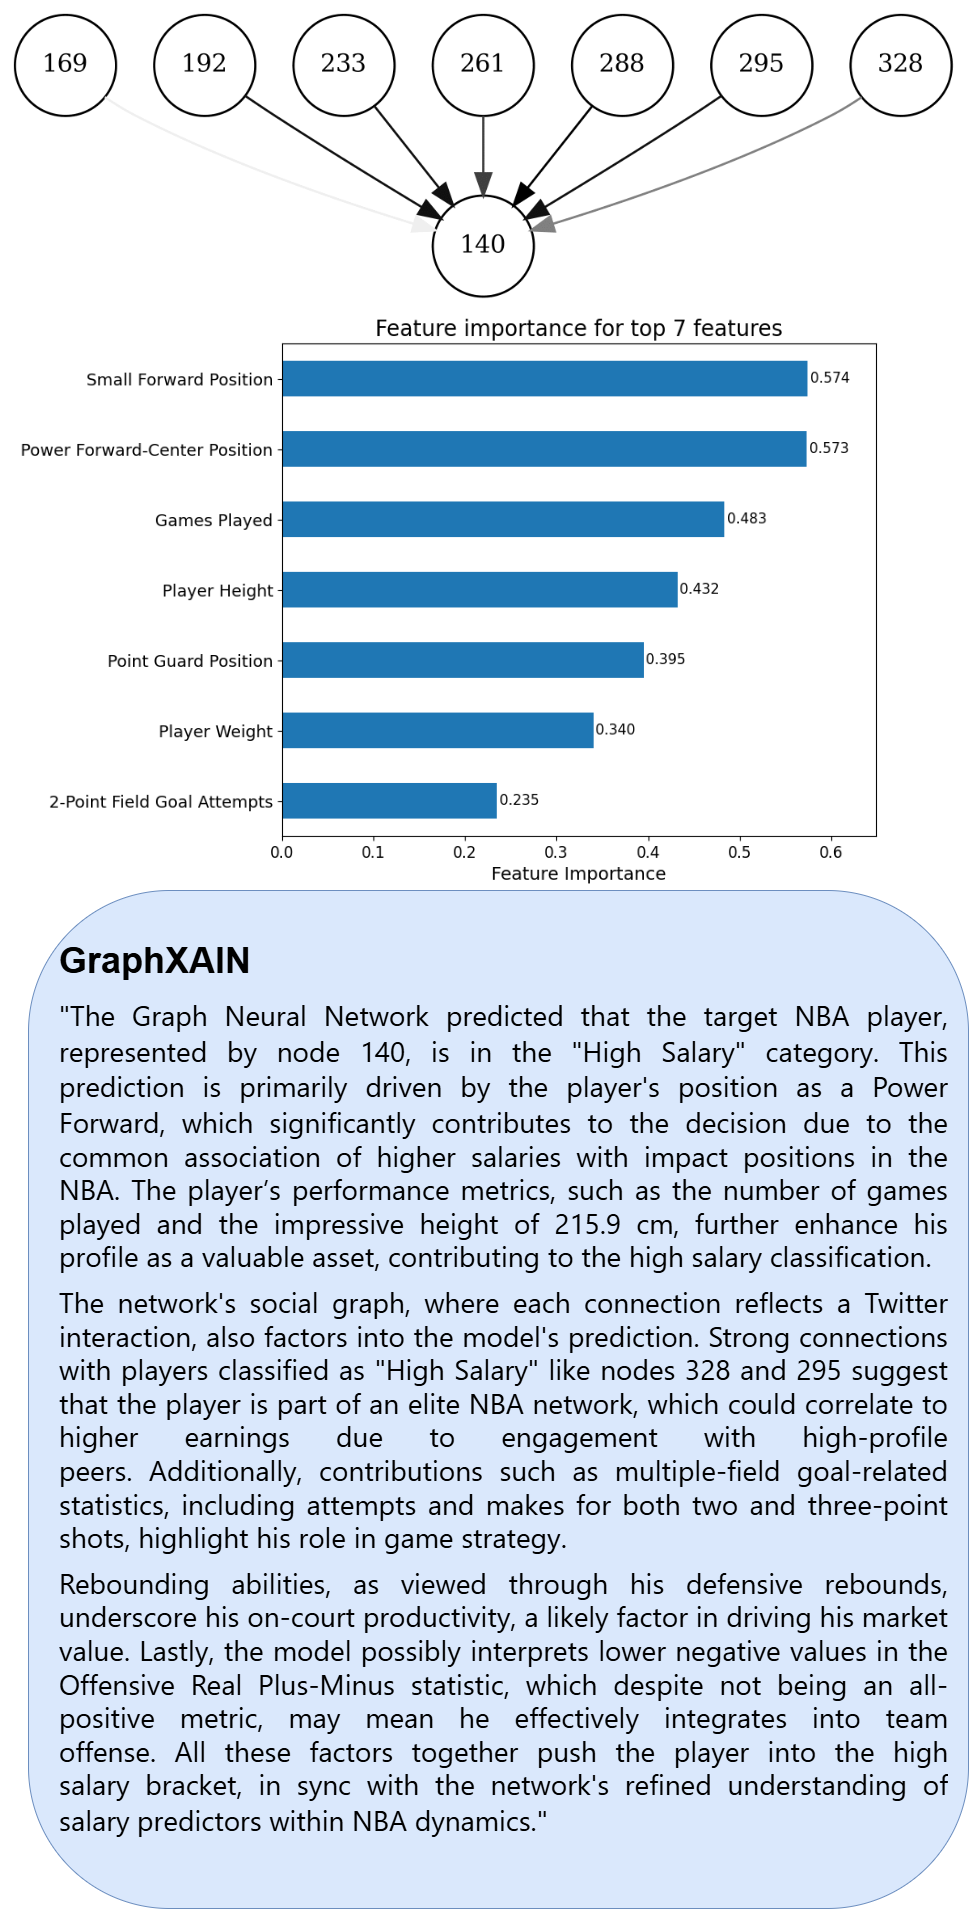 169 192 233 261 288 295 328
140
Feature importance for top 7 features
Small Forward Position 0.574
Power Forward-Center Position 0.573
Games Played 0.483
Player Height 0.432
Point Guard Position 0.395
Player Weight 0.340
2-Point Field Goal Attempts 0.235
0.0 0.1 0.2 0.3 0.4 0.5 0.6
Feature Importance
GraphXAIN
"The Graph Neural Network predicted that the target NBA player,
represented by node 140, is in the "High Salary" category. This
prediction is primarily driven by the player's position as a Power
Forward, which significantly contributes to the decision due to the
common association of higher salaries with impact positions in the
NBA. The player’s performance metrics, such as the number of games
played and the impressive height of 215.9 cm, further enhance his
profile as a valuable asset, contributing to the high salary classification.
The network's social graph, where each connection reflects a Twitter
interaction, also factors into the model's prediction. Strong connections
with players classified as "High Salary" like nodes 328 and 295 suggest
that the player is part of an elite NBA network, which could correlate to
higher earnings due to engagement with high-profile
peers. Additionally, contributions such as multiple-field goal-related
statistics, including attempts and makes for both two and three-point
shots, highlight his role in game strategy.
Rebounding abilities, as viewed through his defensive rebounds,
underscore his on-court productivity, a likely factor in driving his market
value. Lastly, the model possibly interprets lower negative values in the
Offensive Real Plus-Minus statistic, which despite not being an all-
positive metric, may mean he effectively integrates into team
offense. All these factors together push the player into the high
salary bracket, in sync with the network's refined understanding of
salary predictors within NBA dynamics."